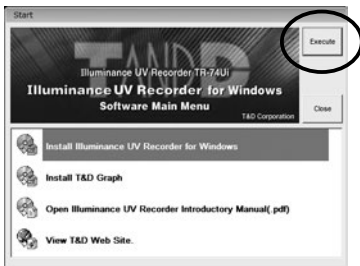 Start
TAND
Illuminance UV Recorder TR-74Ui
Illuminance UV Recorder for Windows
Software Main Menu
T&D Corporation
Execute
Close
Install Illuminance UV Recorder for Windows
Install T&D Graph
Open Illuminance UV Recorder Introductory Manual(.pdf)
View T&D Web Site.